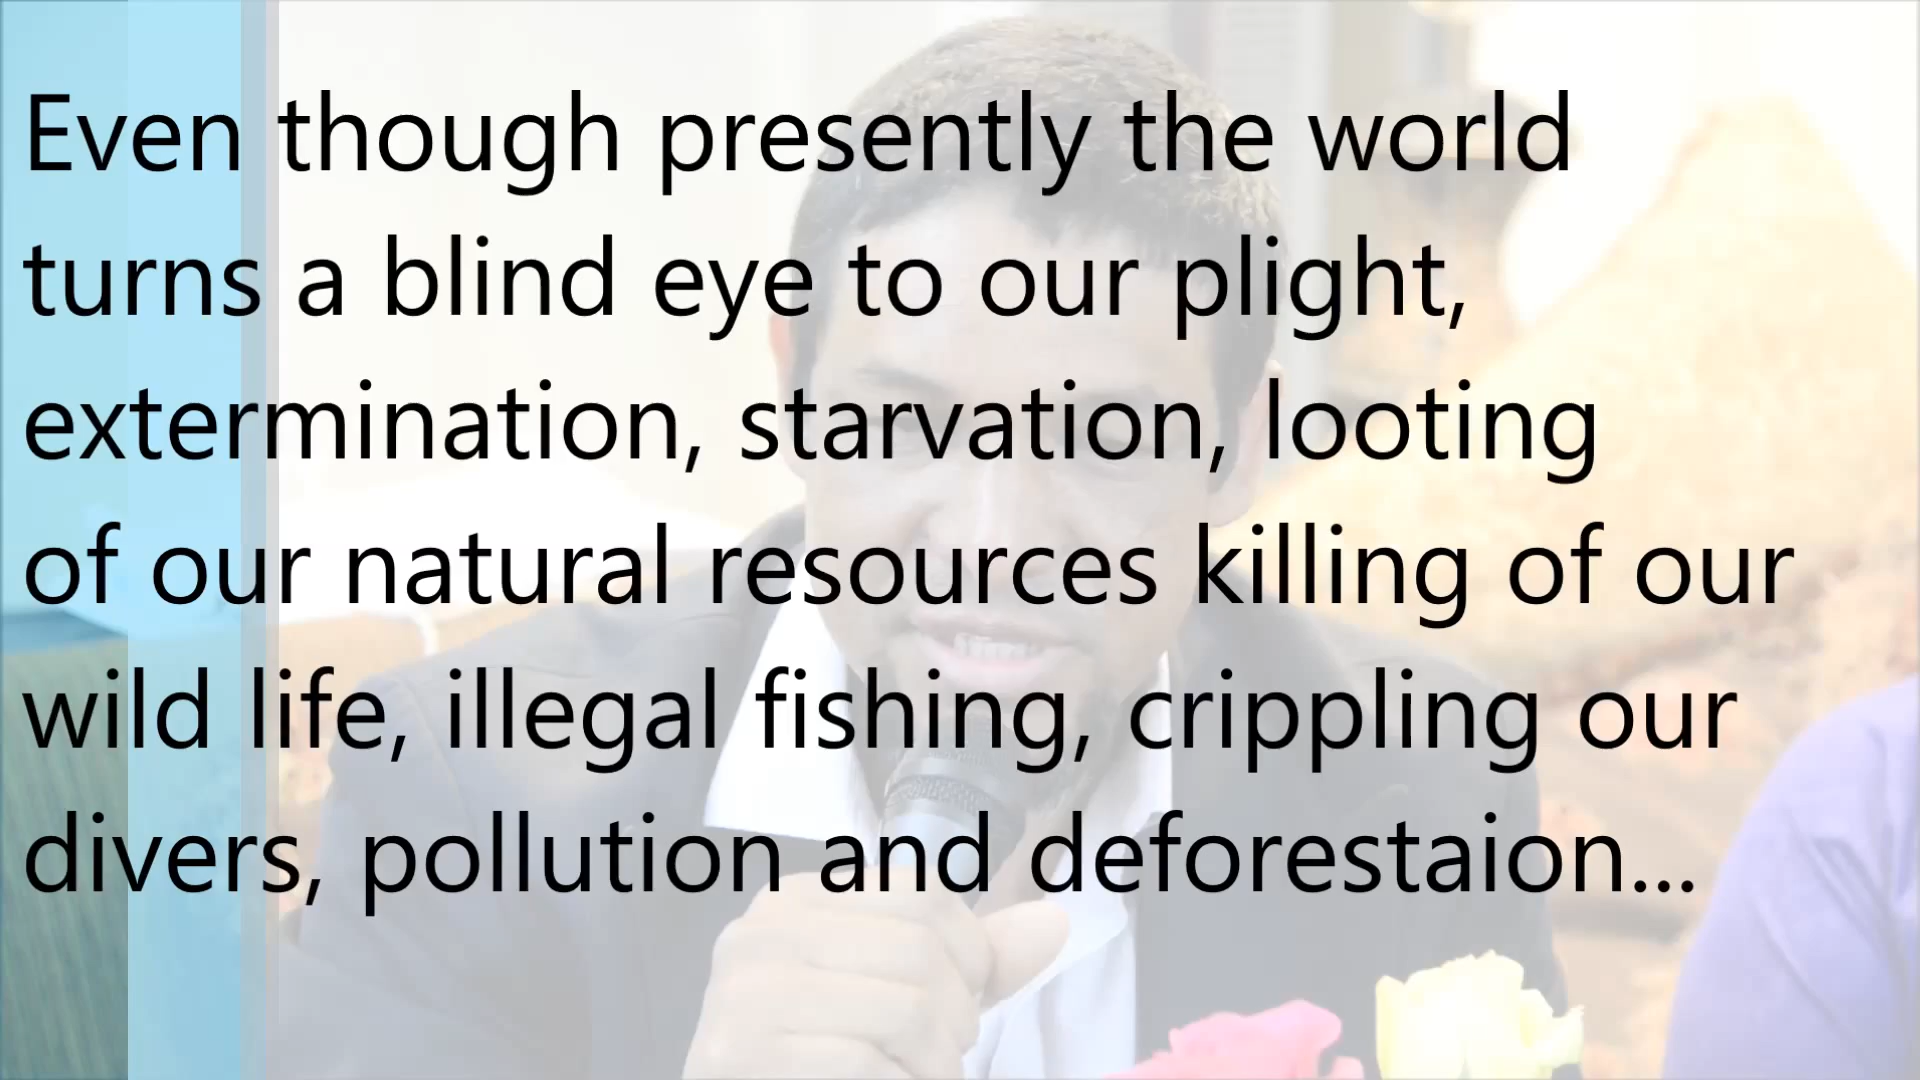 Even though presently the world
turns a blind eye to our plight,
extermination, starvation, looting
of our natural resources killing of our
wild life, illegal fishing, crippling our
divers, pollution and deforestaion...